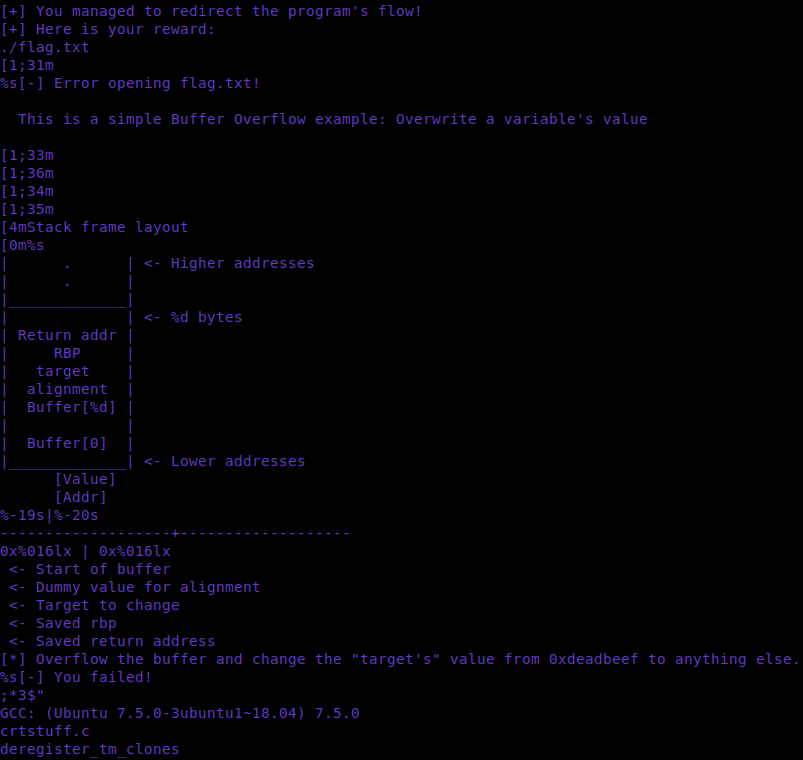 [+] You managed to redirect the program's flow!
[+] Here is your reward:
./flag.txt
[1;31m
%s[-] Error opening flag.txt!
  This is a simple Buffer Overflow example: Overwrite a variable's value
[1;33m
[1;36m
[1;34m
[1;35m
[4mStack frame layout
[0m%s
|      .      | <- Higher addresses
|      .      |
|_____________|
|             | <- %d bytes
| Return addr |
|     RBP     |
|   target    |
|  alignment  |
|  Buffer[%d] |
|             |
|  Buffer[0]  |
|_____________| <- Lower addresses
      [Value]
      [Addr]
%-19s|%-20s
-------------------+-------------------
0x%016lx | 0x%016lx
 <- Start of buffer
 <- Dummy value for alignment
 <- Target to change
 <- Saved rbp
 <- Saved return address
[*] Overflow the buffer and change the "target's" value from 0xdeadbeef to anything else.
%s[-] You failed!
;*3$"
GCC: (Ubuntu 7.5.0-3ubuntu1~18.04) 7.5.0
crtstuff.c
deregister_tm_clones